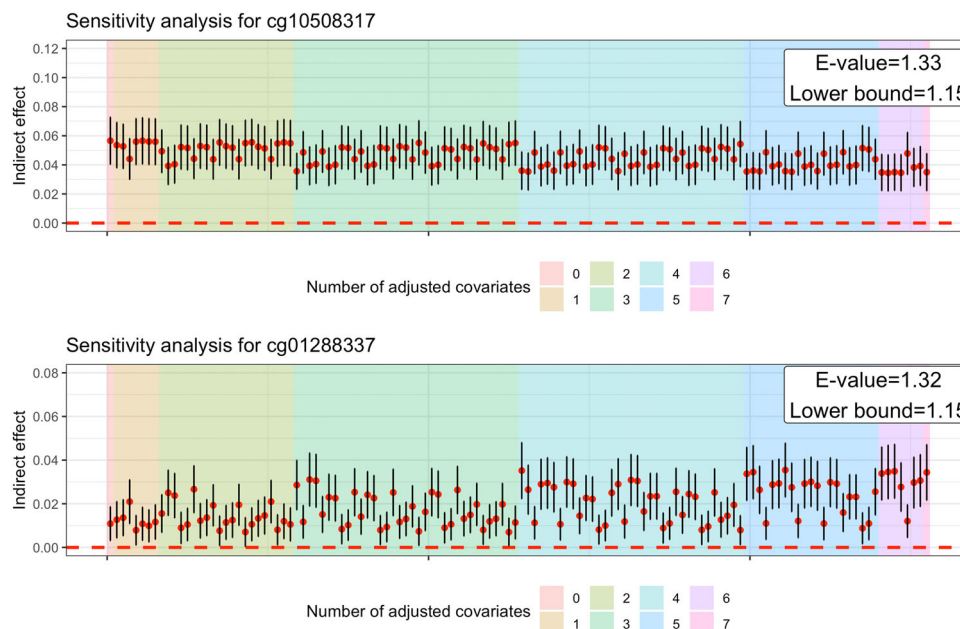 Sensitivity analysis for cg10508317
E-value=1.33
Lower bound=1.15
0.12
0.10
0.08
0.06
0.04
0.02
0.00
Indirect effect
Number of adjusted covariates
0 2 4 6
1 3 5 7
Sensitivity analysis for cg01288337
E-value=1.32
Lower bound=1.15
0.08
0.06
0.04
0.02
0.00
Indirect effect
Number of adjusted covariates
0 2 4 6
1 3 5 7